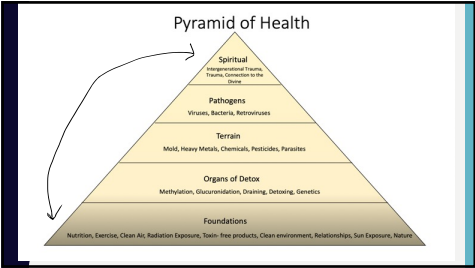 Pyramid of Health
Spiritual
Intergenerational Trauma,
Trauma, Connection to the
Divine
Pathogens
Viruses, Bacteria, Retroviruses
Terrain
Mold, Heavy Metals, Chemicals, Pesticides, Parasites
Organs of Detox
Methylation, Glucuronidation, Draining, Detoxing, Genetics
Foundations
Nutrition, Exercise, Clean Air, Radiation Exposure, Toxin- free products, Clean environment, Relationships, Sun Exposure, Nature